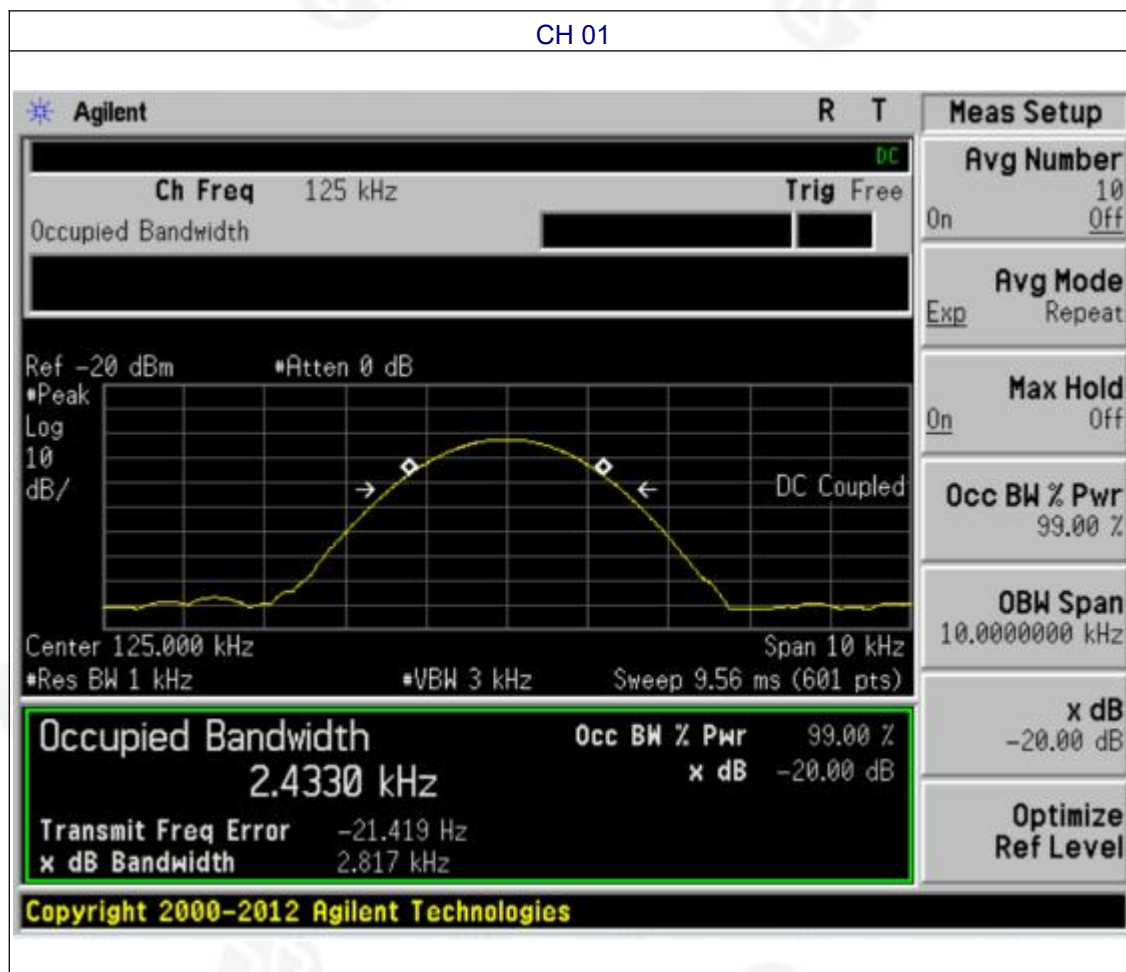 CH 01
Agilent R T
DC
Ch Freq 125 kHz Trig Free
Occupied Bandwidth
Ref -20 dBm #Atten 0 dB
#Peak
Log
10
dB/
DC Coupled
Center 125.000 kHz Span 10 kHz
#Res BW 1 kHz #VBW 3 kHz Sweep 9.56 ms (601 pts)
Occupied Bandwidth
2.4330 kHz
Occ BW % Pwr 99.00 %
x dB -20.00 dB
Transmit Freq Error -21.419 Hz
x dB Bandwidth 2.817 kHz
Copyright 2000-2012 Agilent Technologies
Meas Setup
Avg Number
10
On Off
Avg Mode
Exp Repeat
Max Hold
On Off
Occ BW % Pwr
99.00 %
OBW Span
10.0000000 kHz
x dB
-20.00 dB
Optimize
Ref Level